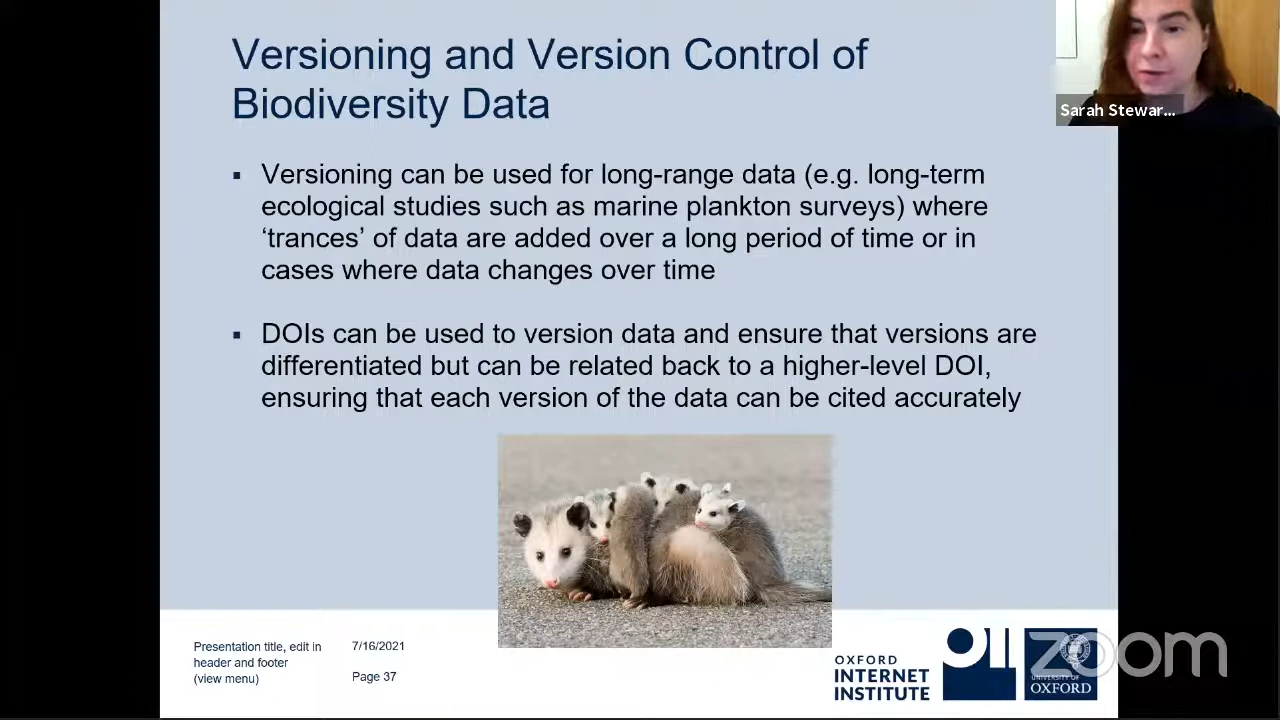 Versioning and Version Control of
Biodiversity Data
Sarah Stewar...
▪ Versioning can be used for long-range data (e.g. long-term
ecological studies such as marine plankton surveys) where
‘trances’ of data are added over a long period of time or in
cases where data changes over time
▪ DOIs can be used to version data and ensure that versions are
differentiated but can be related back to a higher-level DOI,
ensuring that each version of the data can be cited accurately
Presentation title, edit in
header and footer
(view menu)
7/16/2021
Page 37
OXFORD
INTERNET
INSTITUTE
OII
UNIVERSITY OF
OXFORD
zoom